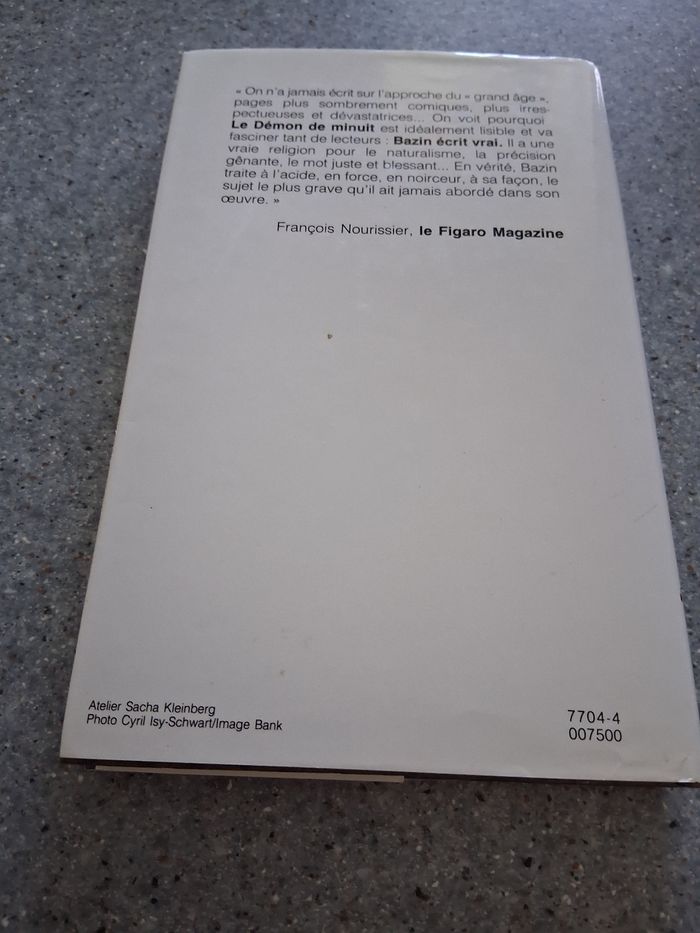 « On n'a jamais écrit sur l'approche du « grand âge »,
pages plus sombrement comiques, plus irres-
pectueuses et dévastatrices... On voit pourquoi
Le Démon de minuit est idéalement lisible et va
fasciner tant de lecteurs : Bazin écrit vrai. Il a une
vraie religion pour le naturalisme, la précision
gênante, le mot juste et blessant... En vérité, Bazin
traite à l'acide, en force, en noirceur, à sa façon, le
sujet le plus grave qu'il ait jamais abordé dans son
œuvre. »
François Nourissier, le Figaro Magazine
Atelier Sacha Kleinberg
Photo Cyril Isy-Schwart/Image Bank
7704-4
007500